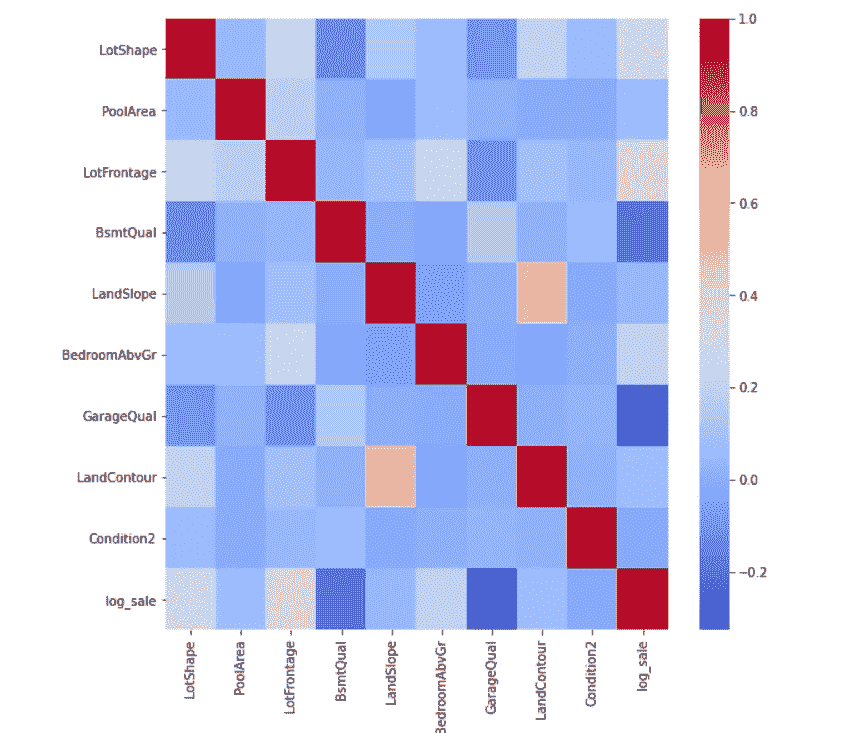 LotShape
PoolArea
LotFrontage
BsmtQual
LandSlope
BedroomAbvGr
GarageQual
LandContour
Condition2
log_sale
LotShape
PoolArea
LotFrontage
BsmtQual
LandSlope
BedroomAbvGr
GarageQual
LandContour
Condition2
log_sale
1.0
0.8
0.6
0.4
0.2
0.0
−0.2